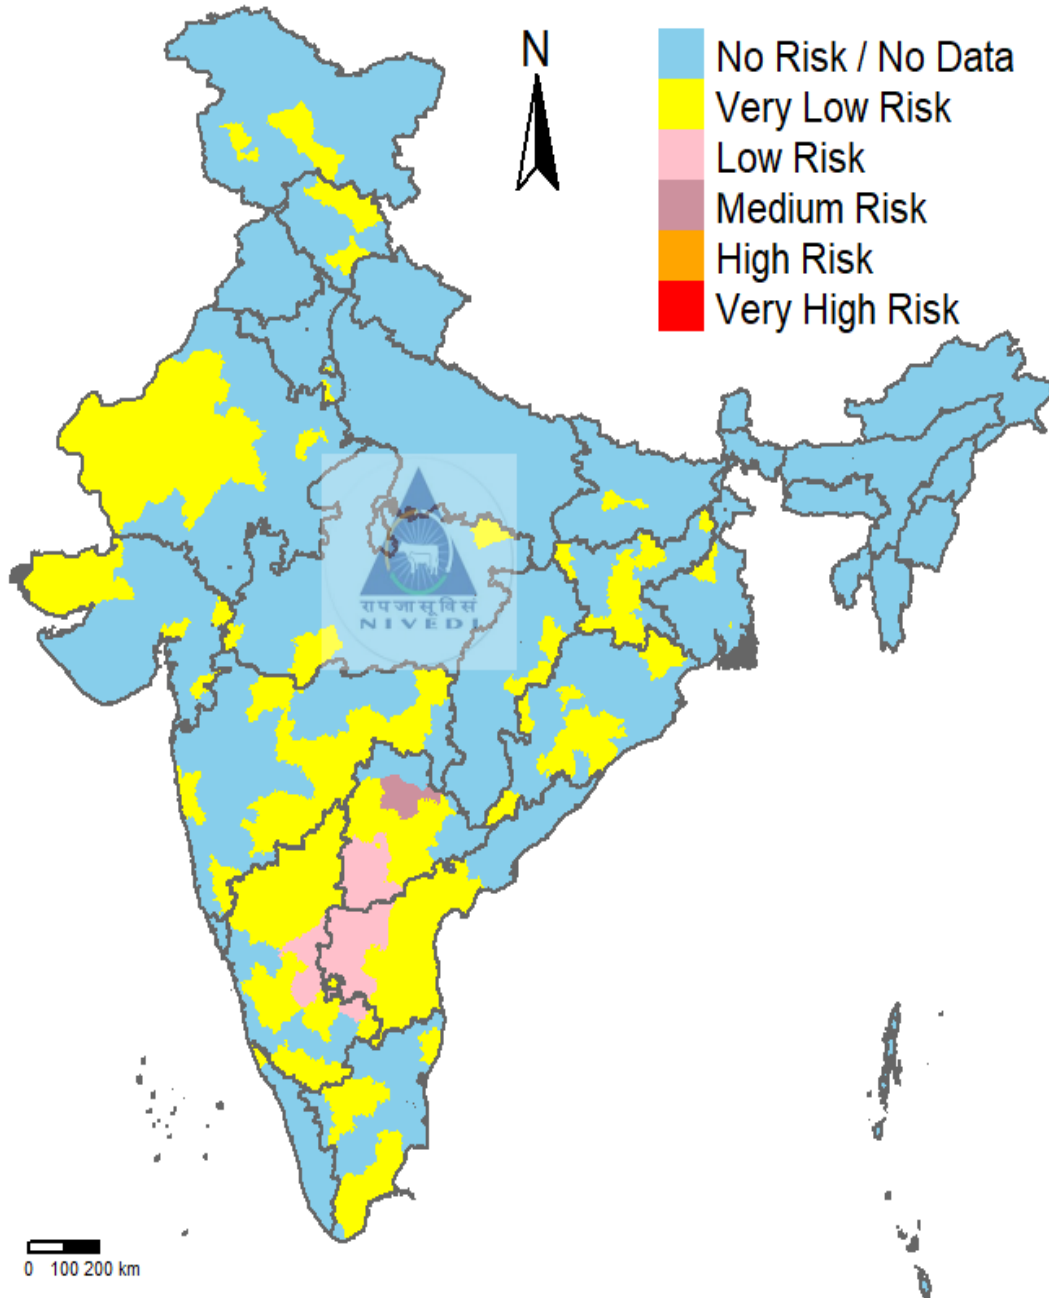 N
No Risk / No Data
Very Low Risk
Low Risk
Medium Risk
High Risk
Very High Risk
रापजासूविसं
NIVEDI
0 100 200 km